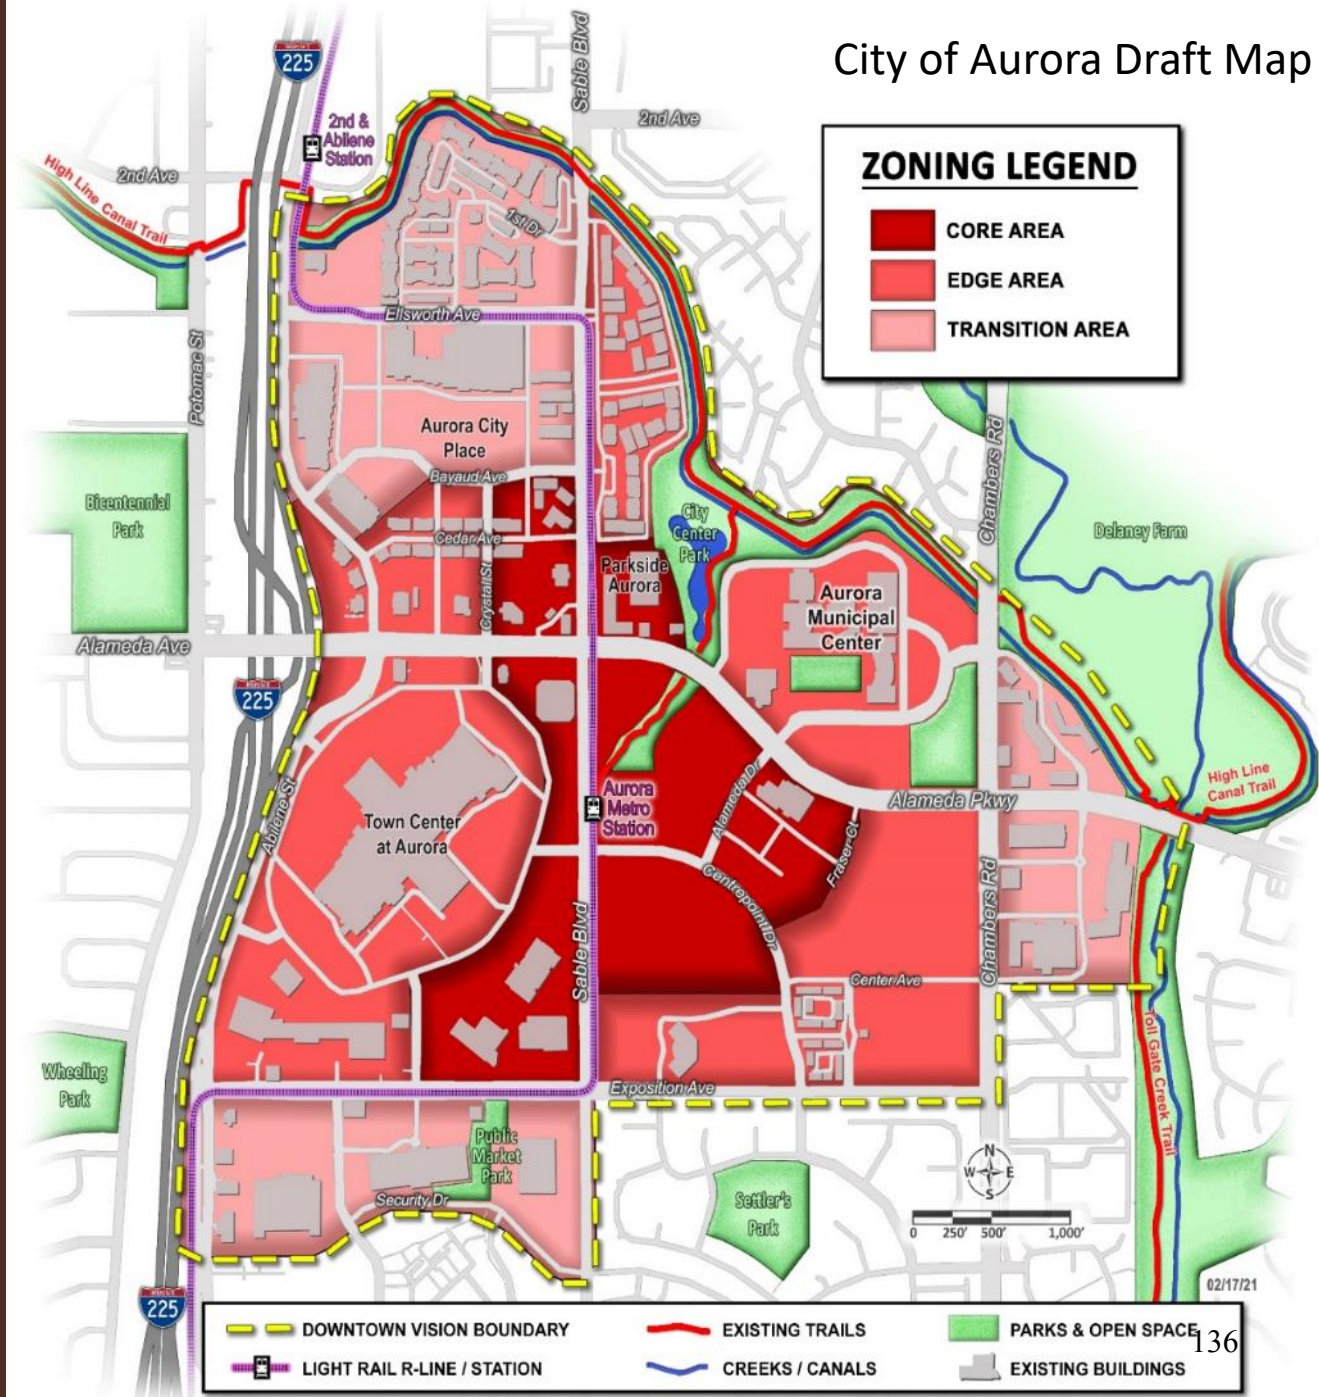 City of Aurora Draft Map
ZONING LEGEND
CORE AREA
EDGE AREA
TRANSITION AREA
INTERSTATE
225
Sable Blvd
2nd &
Abilene
Station
2nd Ave
2nd Ave
High Line Canal Trail
1st Dr
Ellsworth Ave
Potomac St
Aurora City
Place
Bayaud Ave
Chambers Rd
Bicentennial
Park
City
Center
Park
Delaney Farm
Cedar Ave
Crystal St
Parkside
Aurora
Aurora
Municipal
Center
Alameda Ave
INTERSTATE
225
Abilene St
Aurora
Metro
Station
Alameda Dr
Alameda Pkwy
High Line
Canal Trail
Town Center
at Aurora
Fraser Ct
Centrepoint Dr
Chambers Rd
Sable Blvd
Center Ave
Toll Gate Creek Trail
Wheeling
Park
Exposition Ave
Public
Market
Park
Security Dr
Settler's
Park
N
W E
S
0 250' 500' 1,000'
02/17/21
INTERSTATE
225
DOWNTOWN VISION BOUNDARY
EXISTING TRAILS
PARKS & OPEN SPACE
136
LIGHT RAIL R-LINE / STATION
CREEKS / CANALS
EXISTING BUILDINGS